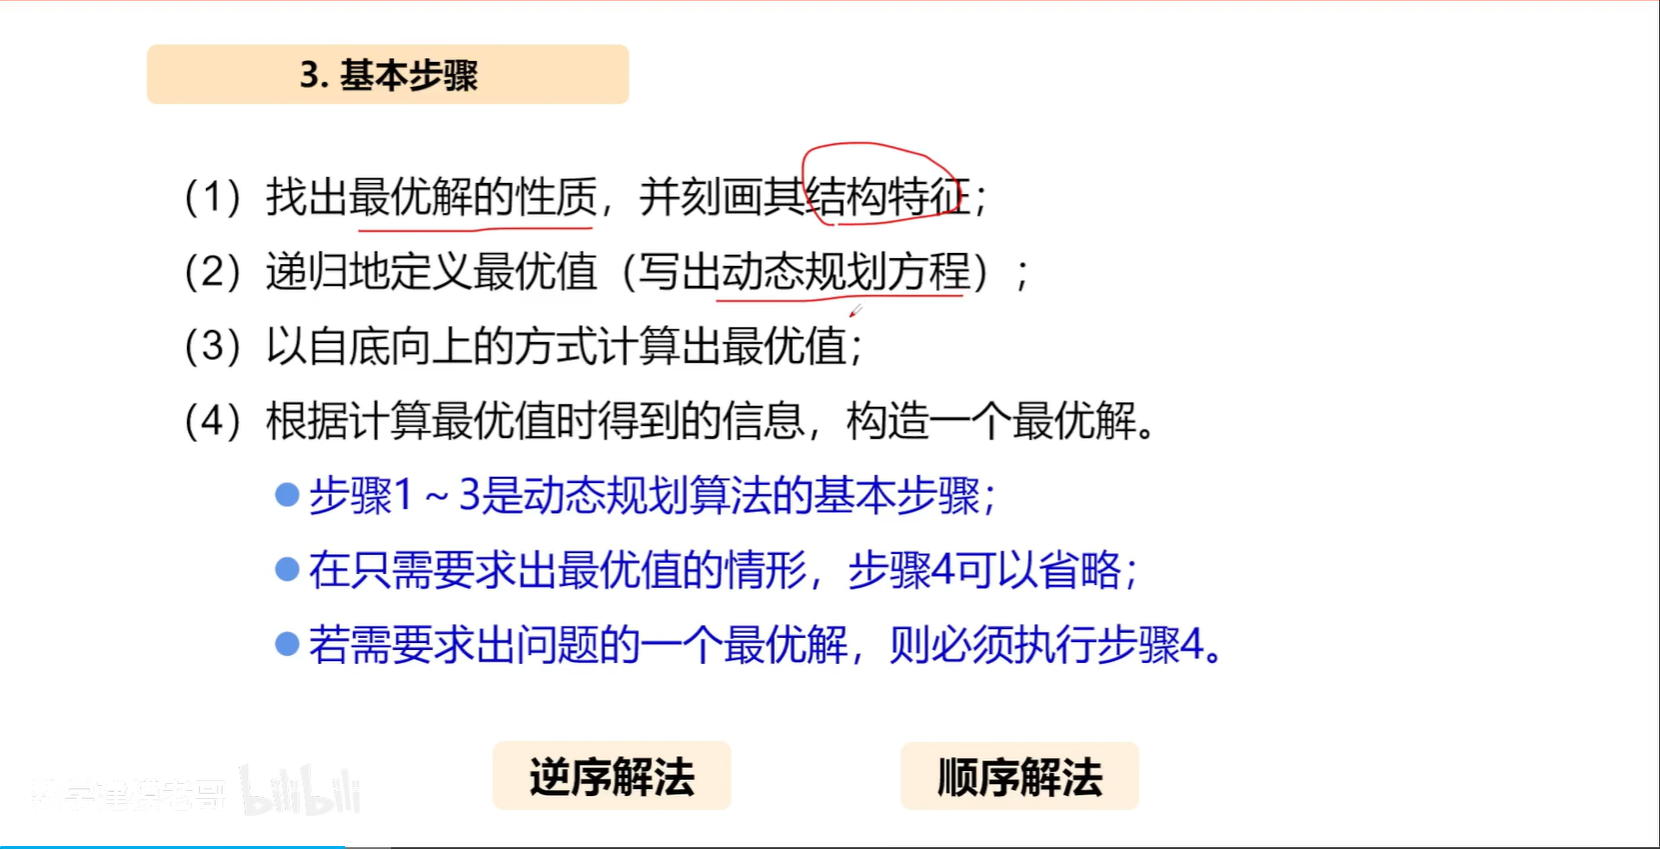 3. 基本步骤
（1）找出最优解的性质，并刻画其结构特征；
（2）递归地定义最优值（写出动态规划方程）；
（3）以自底向上的方式计算出最优值；
（4）根据计算最优值时得到的信息，构造一个最优解。
步骤1～3是动态规划算法的基本步骤；
在只需要求出最优值的情形，步骤4可以省略；
若需要求出问题的一个最优解，则必须执行步骤4。
逆序解法 顺序解法
数学建模老哥 bilibili